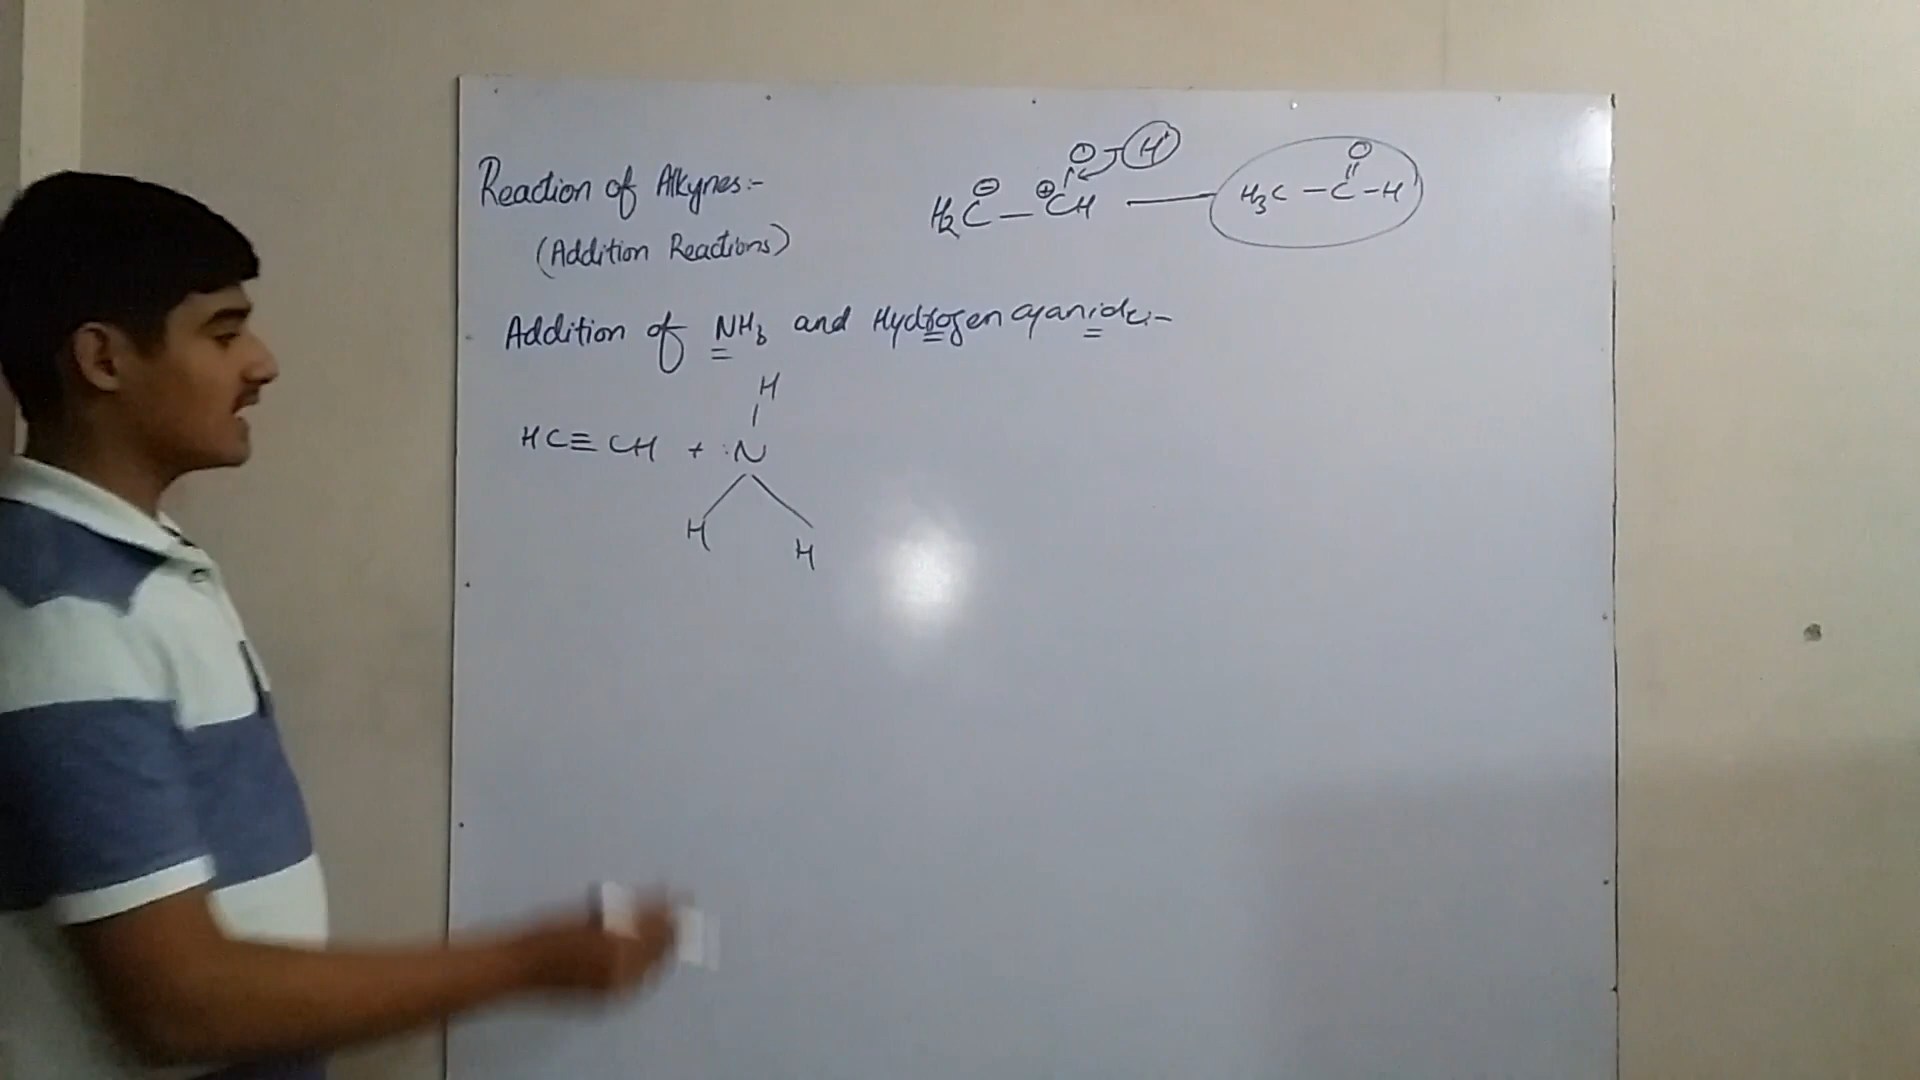 Reaction of Alkynes:-
(Addition Reactions)
H₂C⊖ — ⊕CH O H⁺ — H₃C — C — H O
Addition of NH₃ and Hydrogen cyanide:-
H
HC≡CH + :N
H H